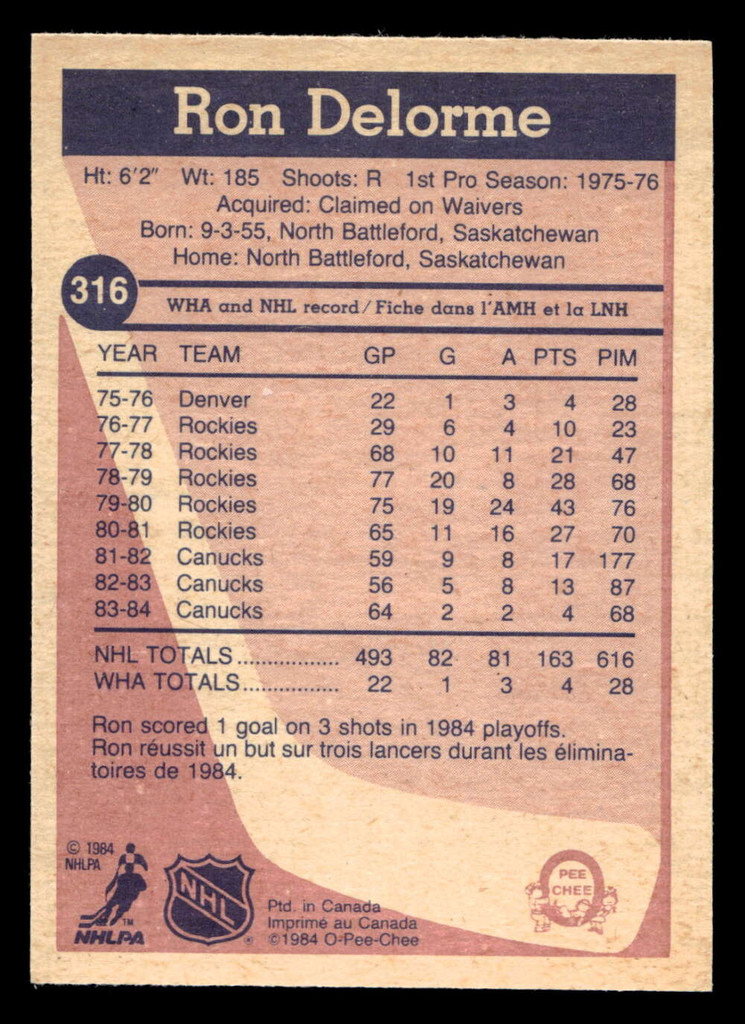 Ron Delorme
Ht: 6'2" Wt: 185 Shoots: R 1st Pro Season: 1975-76
Acquired: Claimed on Waivers
Born: 9-3-55, North Battleford, Saskatchewan
Home: North Battleford, Saskatchewan
316
WHA and NHL record/Fiche dans l'AMH et la LNH
YEAR TEAM GP G A PTS PIM
75-76 Denver 22 1 3 4 28
76-77 Rockies 29 6 4 10 23
77-78 Rockies 68 10 11 21 47
78-79 Rockies 77 20 8 28 68
79-80 Rockies 75 19 24 43 76
80-81 Rockies 65 11 16 27 70
81-82 Canucks 59 9 8 17 177
82-83 Canucks 56 5 8 13 87
83-84 Canucks 64 2 2 4 68
NHL TOTALS................. 493 82 81 163 616
WHA TOTALS................ 22 1 3 4 28
Ron scored 1 goal on 3 shots in 1984 playoffs.
Ron réussit un but sur trois lancers durant les élimina-
toires de 1984.
© 1984
NHLPA
TM
NHLPA
NHL
®
Ptd. in Canada
Imprimé au Canada
©1984 O-Pee-Chee
O
PEE
CHEE